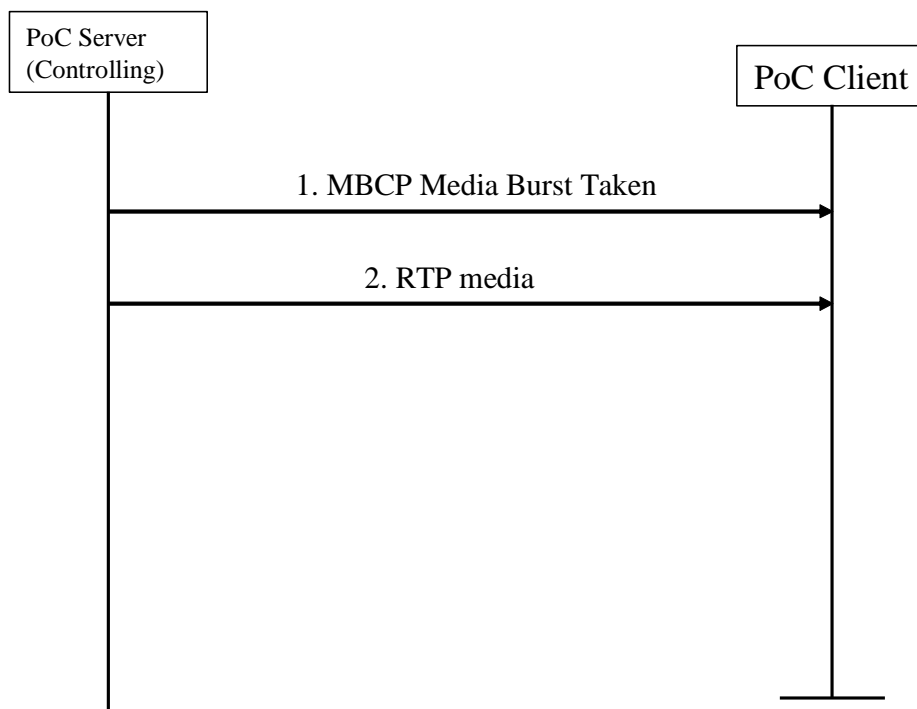 PoC Server
(Controlling)
PoC Client
1. MBCP Media Burst Taken
2. RTP media